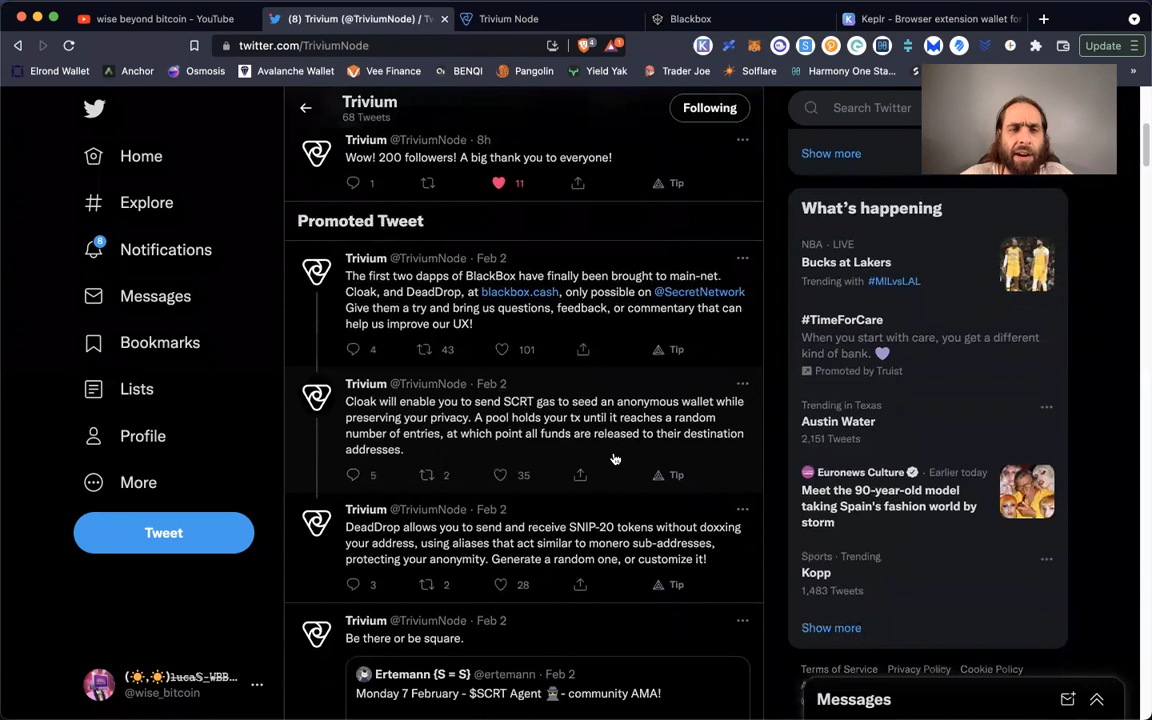 wise beyond bitcoin - YouTube
(8) Trivium (@TriviumNode) / Tw
Trivium Node
Blackbox
Keplr - Browser extension wallet for
twitter.com/TriviumNode
4
1
Update
Elrond Wallet
Anchor
Osmosis
Avalanche Wallet
Vee Finance
BENQI
Pangolin
Yield Yak
Trader Joe
Solflare
Harmony One Sta...
»
Home
Explore
8
Notifications
Messages
Bookmarks
Lists
Profile
More
Tweet
lucaS_WBB...
@wise_bitcoin
Trivium
68 Tweets
Following
Trivium @TriviumNode · 8h
Wow! 200 followers! A big thank you to everyone!
1
11
Tip
Promoted Tweet
Trivium @TriviumNode · Feb 2
The first two dapps of BlackBox have finally been brought to main-net.
Cloak, and DeadDrop, at blackbox.cash, only possible on @SecretNetwork
Give them a try and bring us questions, feedback, or commentary that can
help us improve our UX!
4
43
101
Tip
Trivium @TriviumNode · Feb 2
Cloak will enable you to send SCRT gas to seed an anonymous wallet while
preserving your privacy. A pool holds your tx until it reaches a random
number of entries, at which point all funds are released to their destination
addresses.
5
2
35
Tip
Trivium @TriviumNode · Feb 2
DeadDrop allows you to send and receive SNIP-20 tokens without doxxing
your address, using aliases that act similar to monero sub-addresses,
protecting your anonymity. Generate a random one, or customize it!
3
2
28
Tip
Trivium @TriviumNode · Feb 2
Be there or be square.
Ertemann {S = S} @ertemann · Feb 2
Monday 7 February - $SCRT Agent - community AMA!
Search Twitter
Show more
What's happening
NBA · LIVE
Bucks at Lakers
Trending with #MILvsLAL
#TimeForCare
When you start with care, you get a different
kind of bank.
Promoted by Truist
Trending in Texas
Austin Water
2,151 Tweets
Euronews Culture · Earlier today
Meet the 90-year-old model
taking Spain's fashion world by
storm
Sports · Trending
Kopp
1,483 Tweets
Show more
Terms of Service Privacy Policy Cookie Policy
Messages